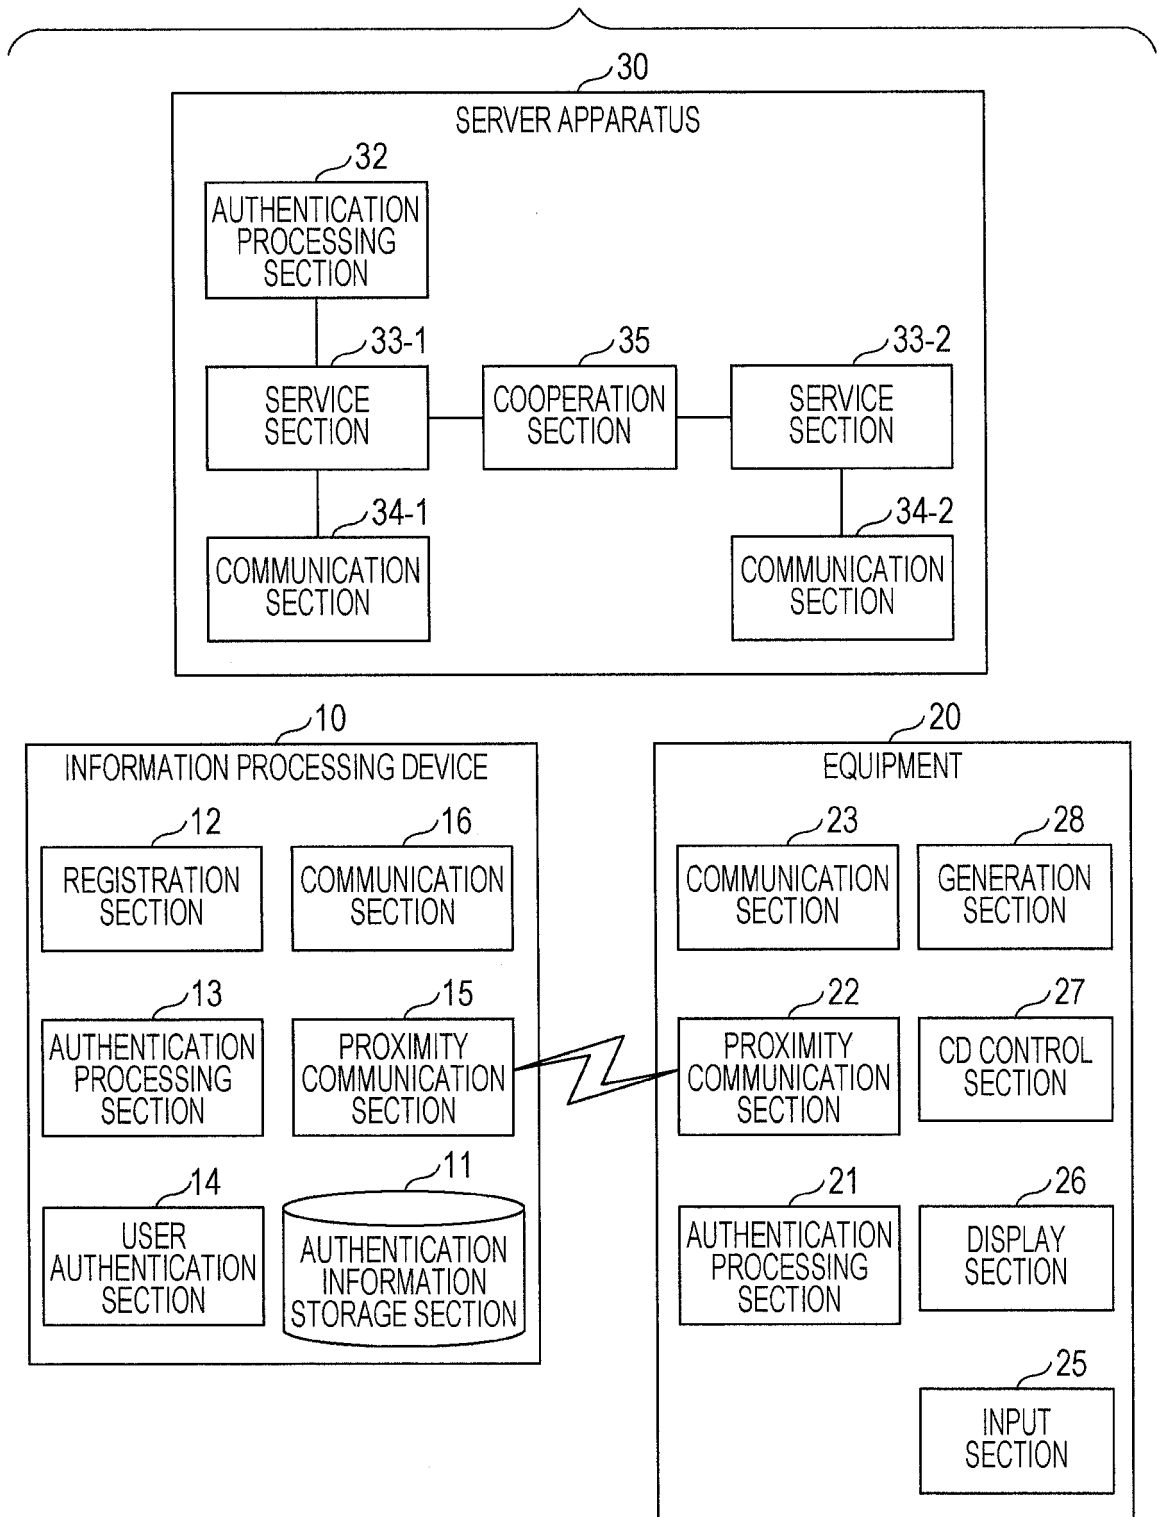 30
SERVER APPARATUS
32
AUTHENTICATION
PROCESSING
SECTION
33-1
SERVICE
SECTION
35
COOPERATION
SECTION
33-2
SERVICE
SECTION
34-1
COMMUNICATION
SECTION
34-2
COMMUNICATION
SECTION
10
INFORMATION PROCESSING DEVICE
12
REGISTRATION
SECTION
16
COMMUNICATION
SECTION
13
AUTHENTICATION
PROCESSING
SECTION
15
PROXIMITY
COMMUNICATION
SECTION
14
USER
AUTHENTICATION
SECTION
11
AUTHENTICATION
INFORMATION
STORAGE SECTION
20
EQUIPMENT
23
COMMUNICATION
SECTION
28
GENERATION
SECTION
22
PROXIMITY
COMMUNICATION
SECTION
27
CD CONTROL
SECTION
21
AUTHENTICATION
PROCESSING
SECTION
26
DISPLAY
SECTION
25
INPUT
SECTION